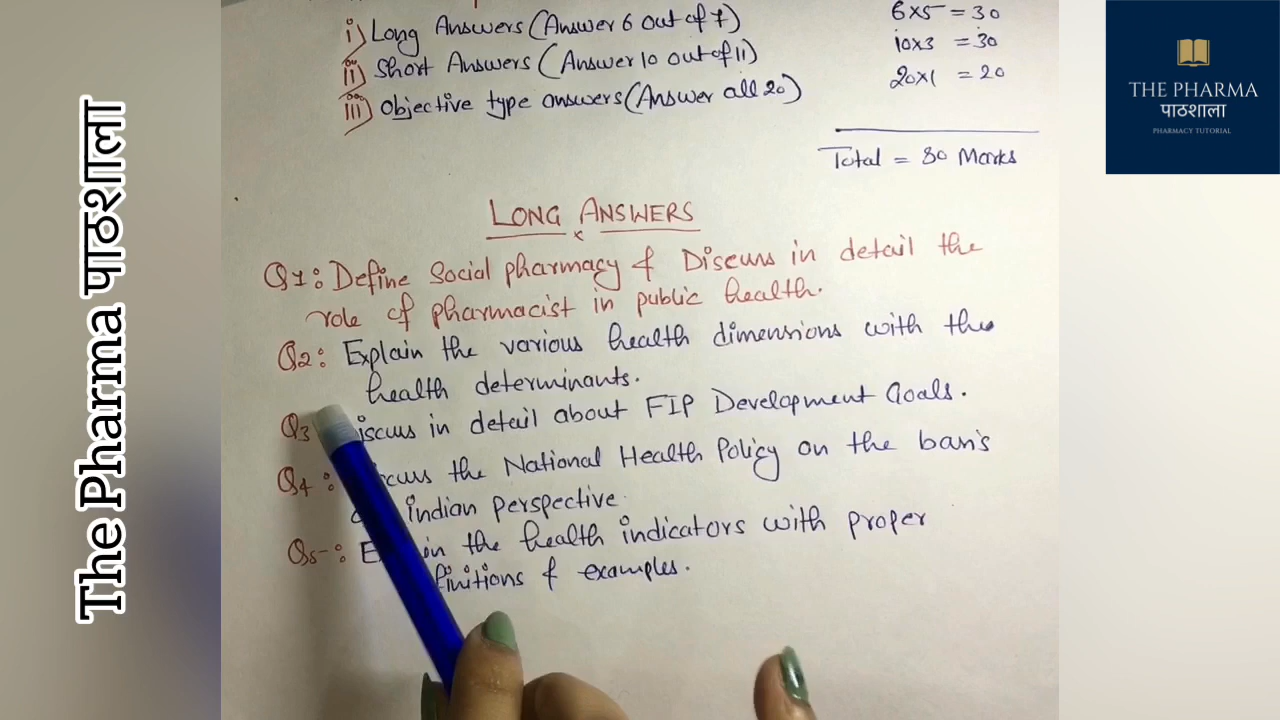 i) Long Answers (Answer 6 out of 7) 6x5 = 30
ii) Short Answers (Answer 10 out of 11) 10x3 = 30
iii) Objective type answers (Answer all 20) 20x1 = 20
Total = 80 Marks
LONG ANSWERS
Q1: Define Social pharmacy & Discuss in detail the
role of pharmacist in public health.
Q2: Explain the various health dimensions with the
health determinants.
Q3 iscuss in detail about FIP Development Goals.
Q4: the National Health Policy on the basis
indian perspective
Q5: the health indicators with proper
finitions & examples.
THE PHARMA
पाठशाला
PHARMACY TUTORIAL
The Pharma पाठशाला